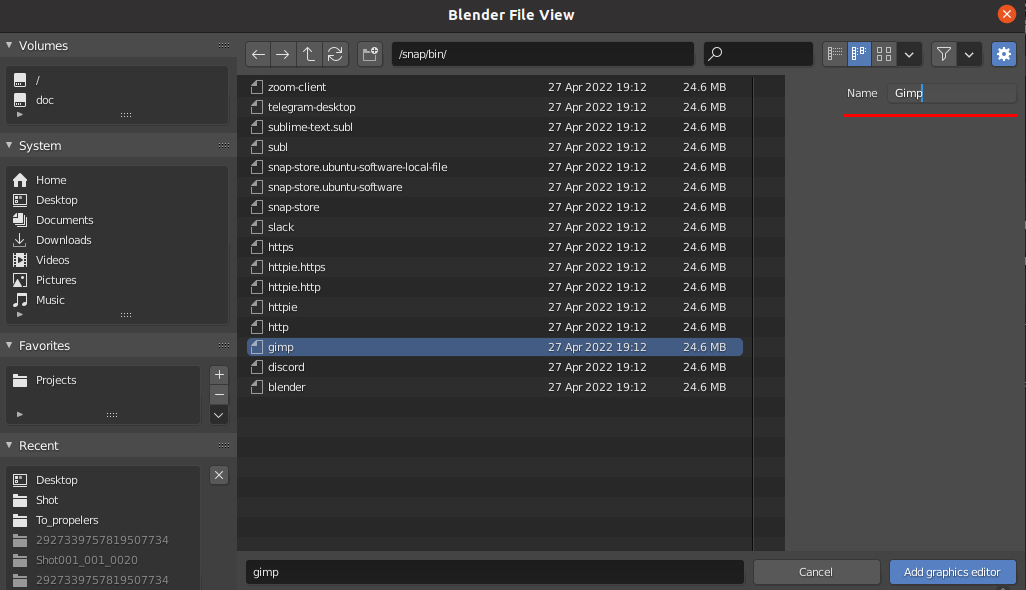 Blender File View
Volumes
/
doc
System
Home
Desktop
Documents
Downloads
Videos
Pictures
Music
Favorites
Projects
Recent
Desktop
Shot
To_propelers
2927339757819507734
Shot001_001_0020
2927339757819507734
/snap/bin/
zoom-client 27 Apr 2022 19:12 24.6 MB
telegram-desktop 27 Apr 2022 19:12 24.6 MB
sublime-text.subl 27 Apr 2022 19:12 24.6 MB
subl 27 Apr 2022 19:12 24.6 MB
snap-store.ubuntu-software-local-file 27 Apr 2022 19:12 24.6 MB
snap-store.ubuntu-software 27 Apr 2022 19:12 24.6 MB
snap-store 27 Apr 2022 19:12 24.6 MB
slack 27 Apr 2022 19:12 24.6 MB
https 27 Apr 2022 19:12 24.6 MB
httpie.https 27 Apr 2022 19:12 24.6 MB
httpie.http 27 Apr 2022 19:12 24.6 MB
httpie 27 Apr 2022 19:12 24.6 MB
http 27 Apr 2022 19:12 24.6 MB
gimp 27 Apr 2022 19:12 24.6 MB
discord 27 Apr 2022 19:12 24.6 MB
blender 27 Apr 2022 19:12 24.6 MB
Name Gimp
gimp
Cancel
Add graphics editor